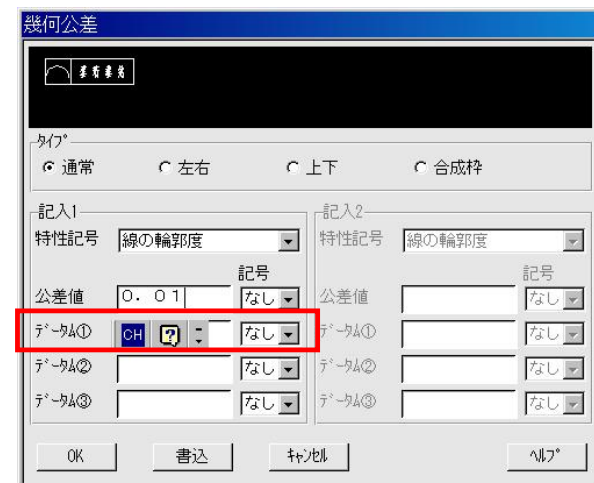 幾何公差
ﾀｲﾌﾟ
通常 左右 上下 合成枠
記入1 記入2
特性記号 線の輪郭度 特性記号 線の輪郭度
記号 記号
公差値 ０．０１ なし 公差値 なし
ﾃﾞｰﾀﾑ① CH なし ﾃﾞｰﾀﾑ① なし
ﾃﾞｰﾀﾑ② なし ﾃﾞｰﾀﾑ② なし
ﾃﾞｰﾀﾑ③ なし ﾃﾞｰﾀﾑ③ なし
OK 書込 ｷｬﾝｾﾙ ﾍﾙﾌﾟ